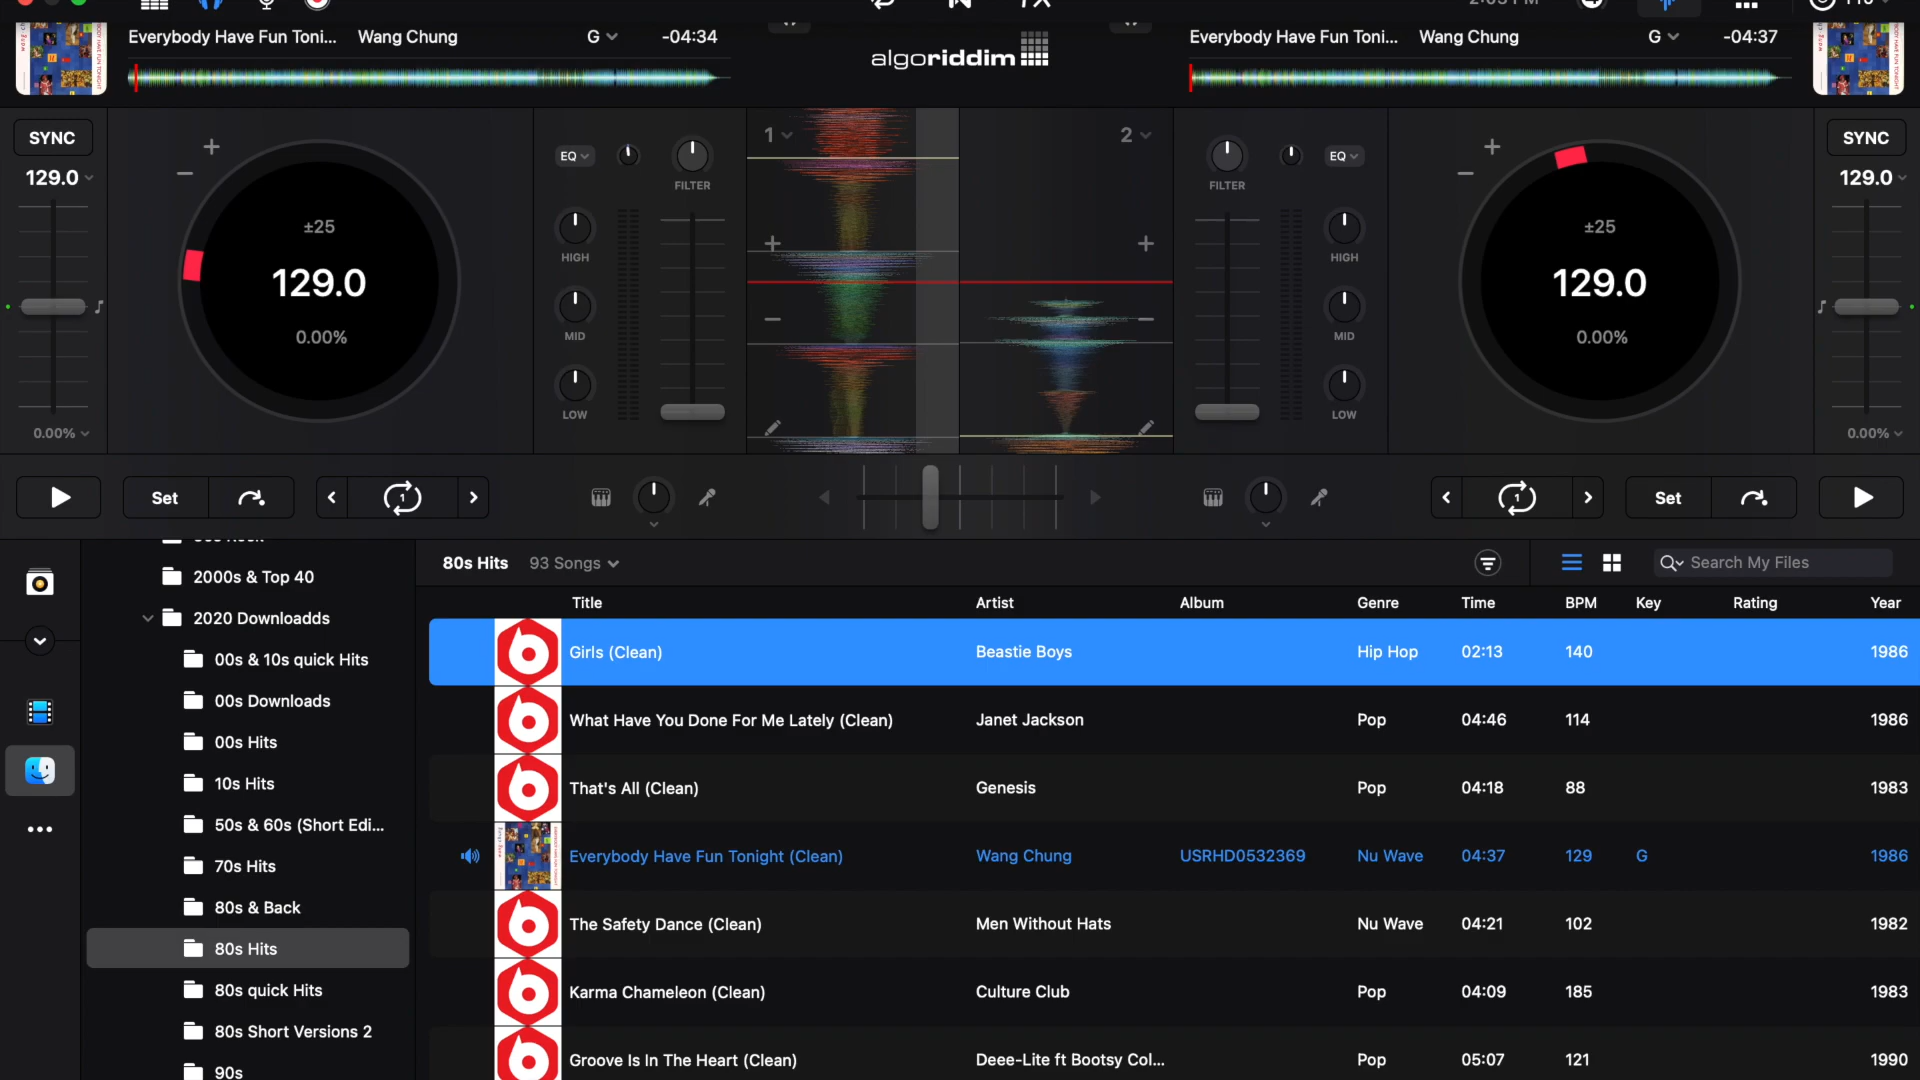 Everybody Have Fun Toni... Wang Chung G -04:34
algoriddim
Everybody Have Fun Toni... Wang Chung G -04:37
SYNC
129.0
±25
129.0
0.00%
0.00%
EQ
FILTER
HIGH
MID
LOW
1
2
FILTER
EQ
HIGH
MID
LOW
±25
129.0
0.00%
SYNC
129.0
0.00%
Set
1
1
Set
2000s & Top 40
2020 Downloadds
00s & 10s quick Hits
00s Downloads
00s Hits
10s Hits
50s & 60s (Short Edi...
70s Hits
80s & Back
80s Hits
80s quick Hits
80s Short Versions 2
90s
80s Hits 93 Songs
Search My Files
Title Artist Album Genre Time BPM Key Rating Year
Girls (Clean) Beastie Boys Hip Hop 02:13 140 1986
What Have You Done For Me Lately (Clean) Janet Jackson Pop 04:46 114 1986
That's All (Clean) Genesis Pop 04:18 88 1983
Everybody Have Fun Tonight (Clean) Wang Chung USRHD0532369 Nu Wave 04:37 129 G 1986
The Safety Dance (Clean) Men Without Hats Nu Wave 04:21 102 1982
Karma Chameleon (Clean) Culture Club Pop 04:09 185 1983
Groove Is In The Heart (Clean) Deee-Lite ft Bootsy Col... Pop 05:07 121 1990